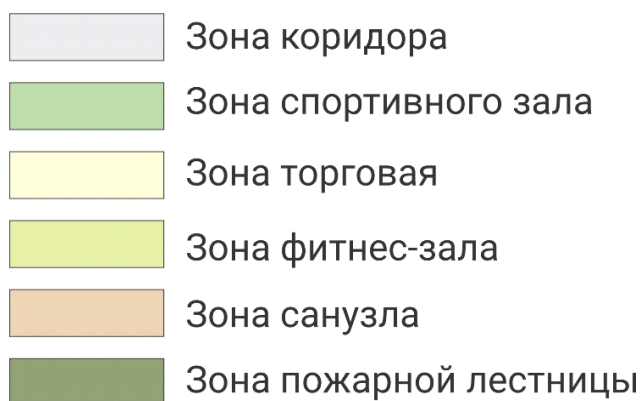 Зона коридора
Зона спортивного зала
Зона торговая
Зона фитнес-зала
Зона санузла
Зона пожарной лестницы